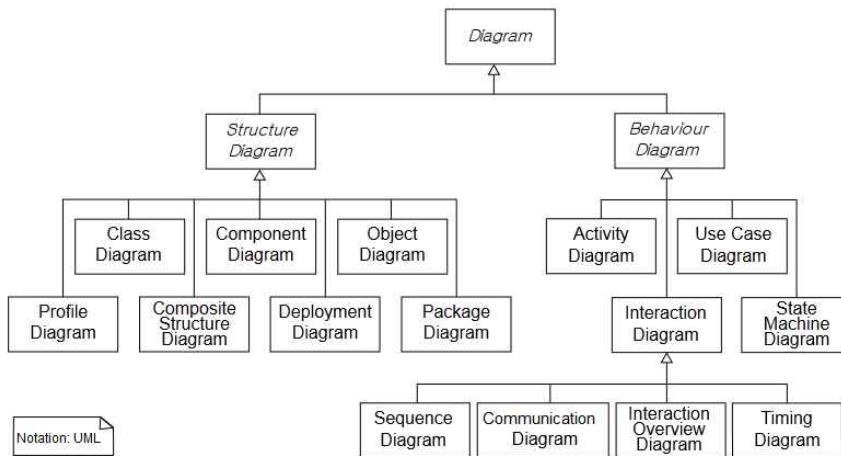 Diagram
Structure
Diagram
Behaviour
Diagram
Class
Diagram
Component
Diagram
Object
Diagram
Activity
Diagram
Use Case
Diagram
Profile
Diagram
Composite
Structure
Diagram
Deployment
Diagram
Package
Diagram
Interaction
Diagram
State
Machine
Diagram
Sequence
Diagram
Communication
Diagram
Interaction
Overview
Diagram
Timing
Diagram
Notation: UML